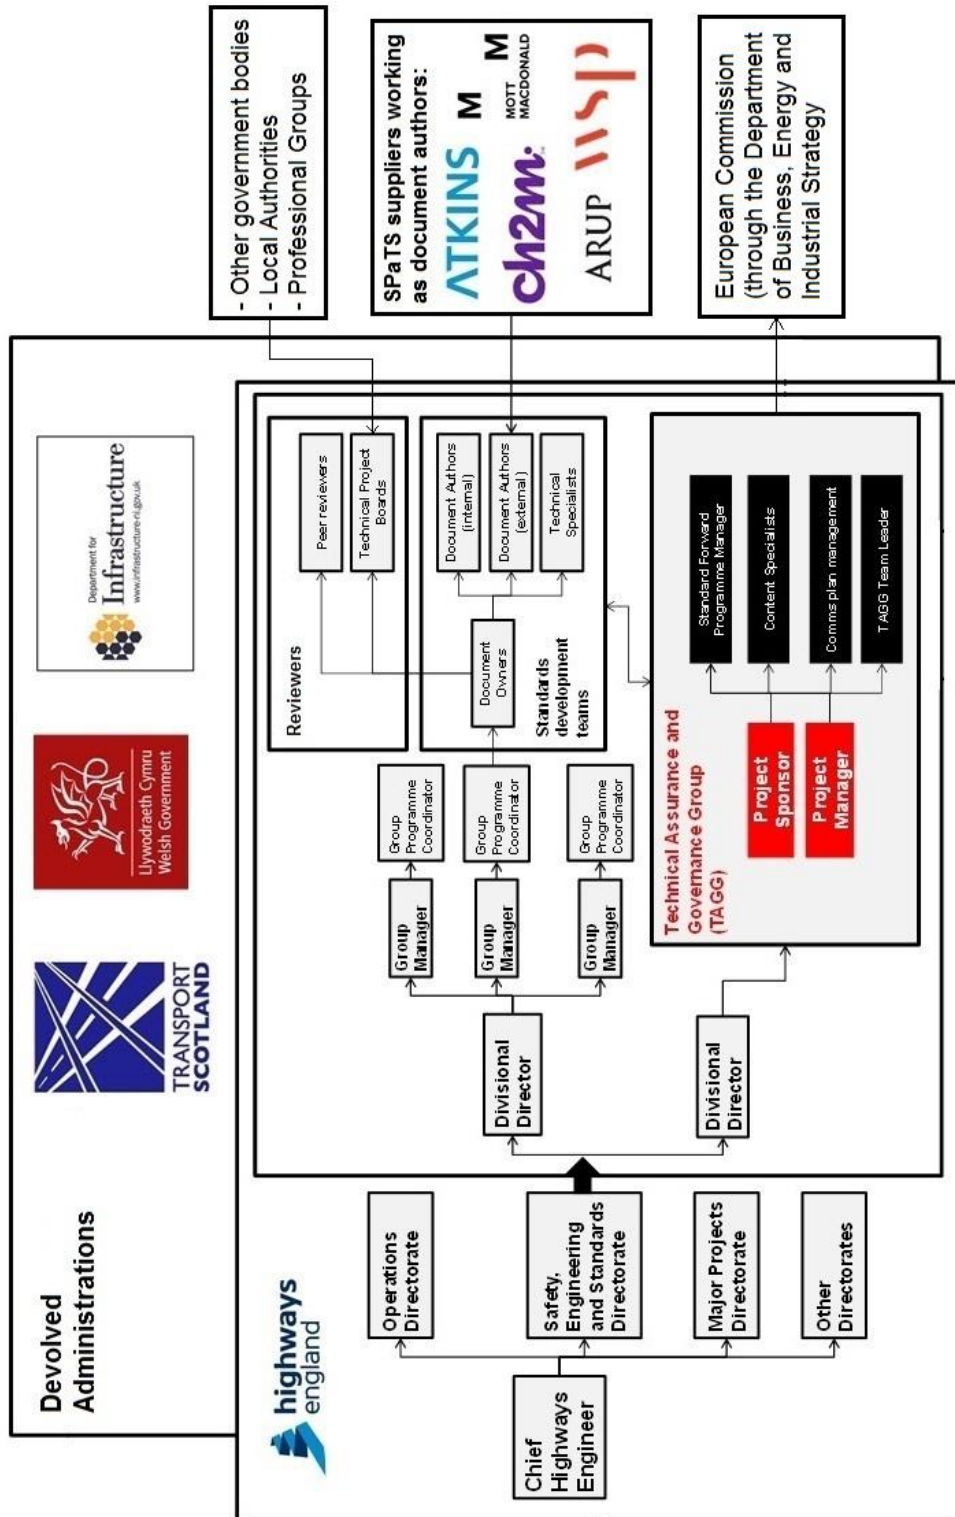 Devolved
Administrations
TRANSPORT
SCOTLAND
Llywodraeth Cymru
Welsh Government
Department for
Infrastructure
www.infrastructure-ni.gov.uk
highways
england
Chief
Highways
Engineer
Operations
Directorate
Safety,
Engineering
and Standards
Directorate
Major Projects
Directorate
Other
Directorates
Divisional
Director
Divisional
Director
Group
Manager
Group
Manager
Group
Manager
Group
Programme
Coordinator
Group
Programme
Coordinator
Group
Programme
Coordinator
Reviewers
Peer reviewers
Technical Project
Boards
Document
Owners
Standards
development
teams
Document Authors
(internal)
Document Authors
(external)
Technical
Specialists
Technical Assurance and
Governance Group
(TAGG)
Project
Sponsor
Project
Manager
Standard Forward
Programme Manager
Content Specialists
Comms plan management
TAGG Team Leader
- Other government bodies
- Local Authorities
- Professional Groups
SPaTS suppliers working
as document authors:
ATKINS
M M
MOTT
MACDONALD
ch2m
ARUP
wsp
European Commission
(through the Department
of Business, Energy and
Industrial Strategy